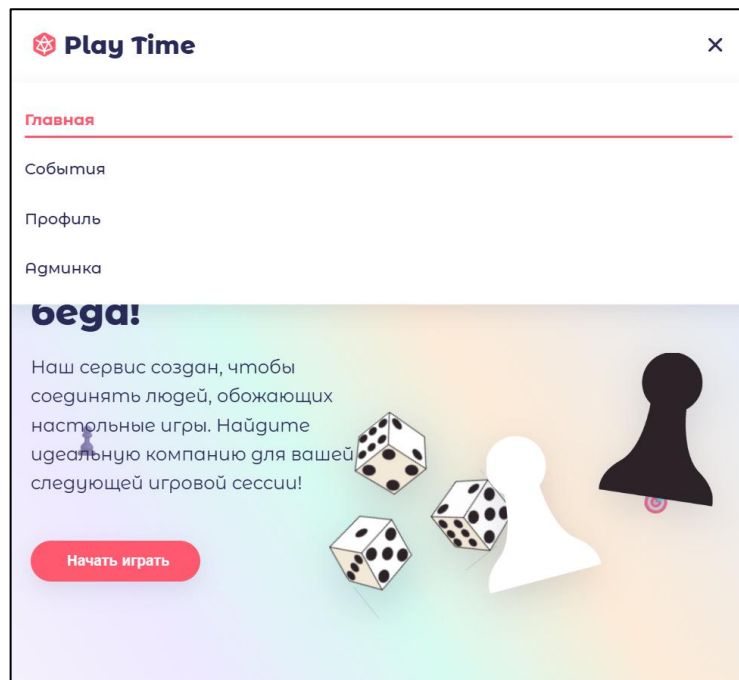 Play Time
Главная
События
Профиль
Админка
беда!
Наш сервис создан, чтобы
соединять людей, обожающих
настольные игры. Найдите
идеальную компанию для вашей
следующей игровой сессии!
Начать играть